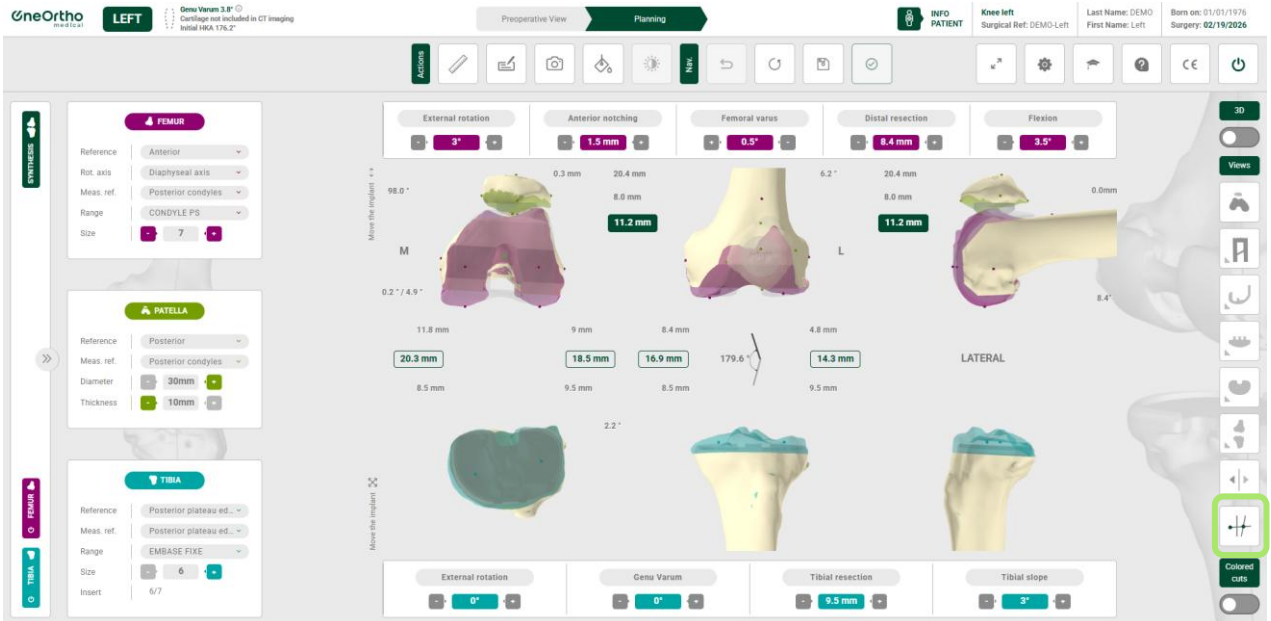 OneOrtho
medical
LEFT
Genu Varum 3.8°
Cartilage not included in CT imaging
Initial HKA 176.2°
Preoperative View
Planning
INFO
PATIENT
Knee left
Surgical Ref: DEMO-Left
Last Name: DEMO
First Name: Left
Born on: 01/01/1976
Surgery: 02/19/2026
Actions
Nav.
CE
SYNTHESIS
FEMUR
Reference Anterior
Rot. axis Diaphyseal axis
Meas. ref. Posterior condyles
Range CONDYLE PS
Size - 7 +
PATELLA
Reference Posterior
Meas. ref. Posterior condyles
Diameter - 30mm +
Thickness - 10mm +
TIBIA
Reference Posterior plateau ed...
Meas. ref. Posterior plateau ed...
Range EMBASE FIXE
Size - 6 +
Insert 6/7
FEMUR
TIBIA
External rotation
- 3° +
Anterior notching
- 1.5 mm +
Femoral varus
+ 0.5° -
Distal resection
- 8.4 mm +
Flexion
- 3.5° +
Move the implant
98.0 °
0.3 mm
20.4 mm
8.0 mm
11.2 mm
6.2 °
20.4 mm
8.0 mm
11.2 mm
0.0mm
M
L
0.2 ° / 4.9 °
8.4°
11.8 mm
9 mm
8.4 mm
4.8 mm
20.3 mm
18.5 mm
16.9 mm
179.6 °
14.3 mm
LATERAL
8.5 mm
9.5 mm
8.5 mm
9.5 mm
2.2 °
Move the implant
External rotation
- 0° +
Genu Varum
- 0° +
Tibial resection
- 9.5 mm +
Tibial slope
- 3° +
3D
Views
Colored
cuts